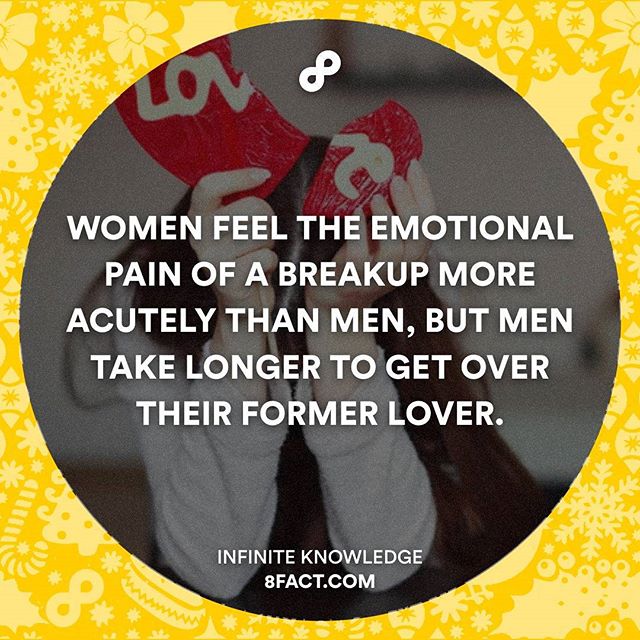 LOV
E
WOMEN FEEL THE EMOTIONAL
PAIN OF A BREAKUP MORE
ACUTELY THAN MEN, BUT MEN
TAKE LONGER TO GET OVER
THEIR FORMER LOVER.
INFINITE KNOWLEDGE
8FACT.COM